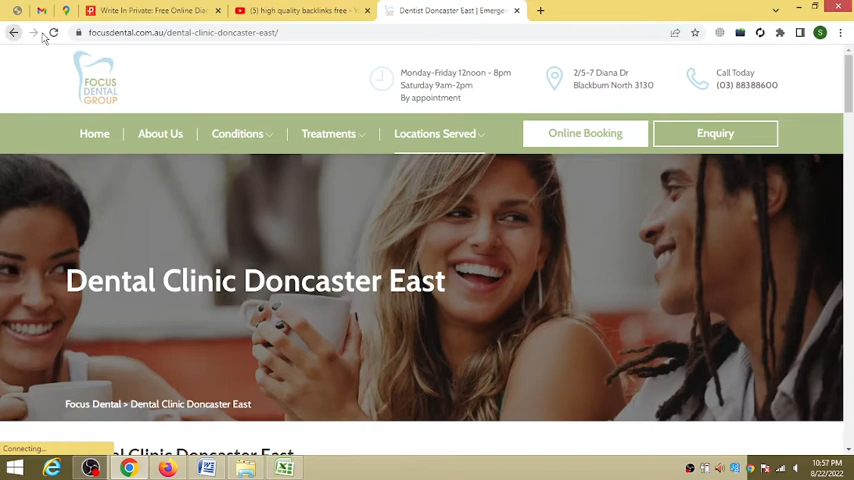 Write In Private: Free Online Dia
(5) high quality backlinks free - Y
Dentist Doncaster East | Emerge
focusdental.com.au/dental-clinic-doncaster-east/
FOCUS
DENTAL
GROUP
Monday-Friday 12noon - 8pm
Saturday 9am-2pm
By appointment
2/5-7 Diana Dr
Blackburn North 3130
Call Today
(03) 88388600
Home
About Us
Conditions
Treatments
Locations Served
Online Booking
Enquiry
Dental Clinic Doncaster East
Focus Dental > Dental Clinic Doncaster East
Connecting...
10:57 PM
8/22/2022